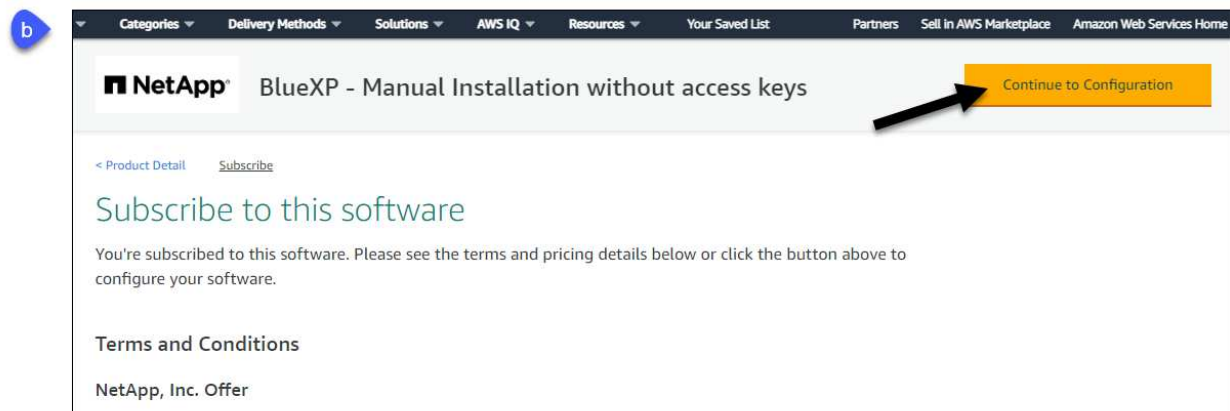 b
Categories Delivery Methods Solutions AWS IQ Resources Your Saved List Partners Sell in AWS Marketplace Amazon Web Services Home
NetApp BlueXP - Manual Installation without access keys Continue to Configuration
< Product Detail Subscribe
Subscribe to this software
You're subscribed to this software. Please see the terms and pricing details below or click the button above to
configure your software.
Terms and Conditions
NetApp, Inc. Offer